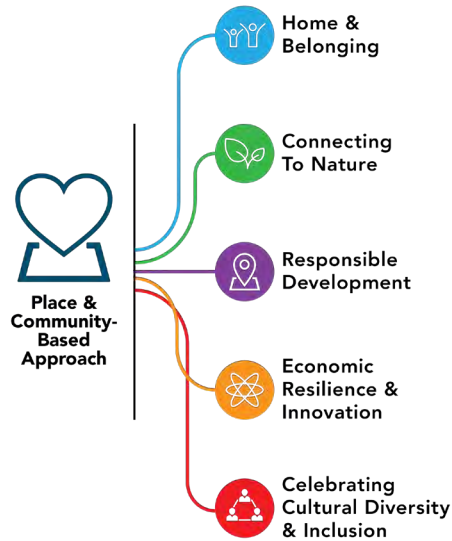 Home &
Belonging
Connecting
To Nature
Place &
Community-
Based
Approach
Responsible
Development
Economic
Resilience &
Innovation
Celebrating
Cultural Diversity
& Inclusion